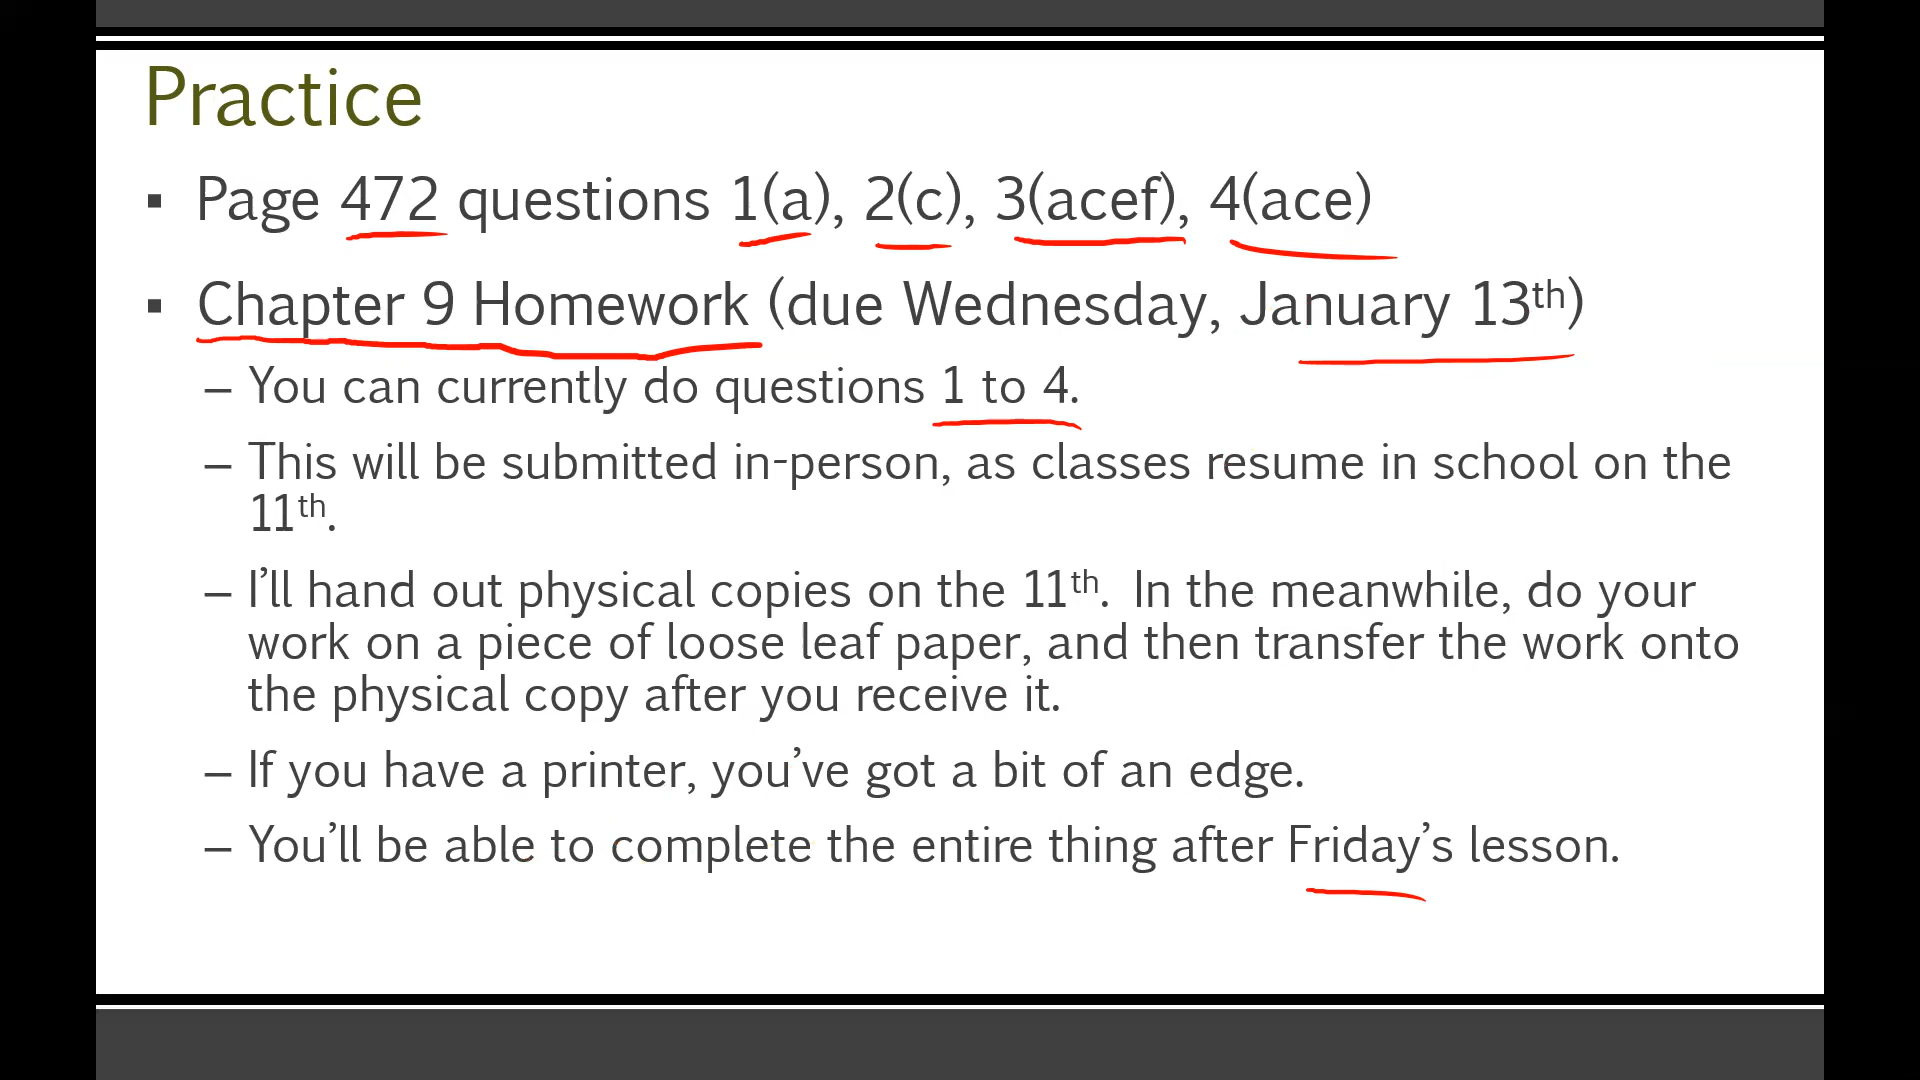 Practice
▪ Page 472 questions 1(a), 2(c), 3(acef), 4(ace)
▪ Chapter 9 Homework (due Wednesday, January 13th)
– You can currently do questions 1 to 4.
– This will be submitted in-person, as classes resume in school on the
11th.
– I’ll hand out physical copies on the 11th. In the meanwhile, do your
work on a piece of loose leaf paper, and then transfer the work onto
the physical copy after you receive it.
– If you have a printer, you’ve got a bit of an edge.
– You’ll be able to complete the entire thing after Friday’s lesson.